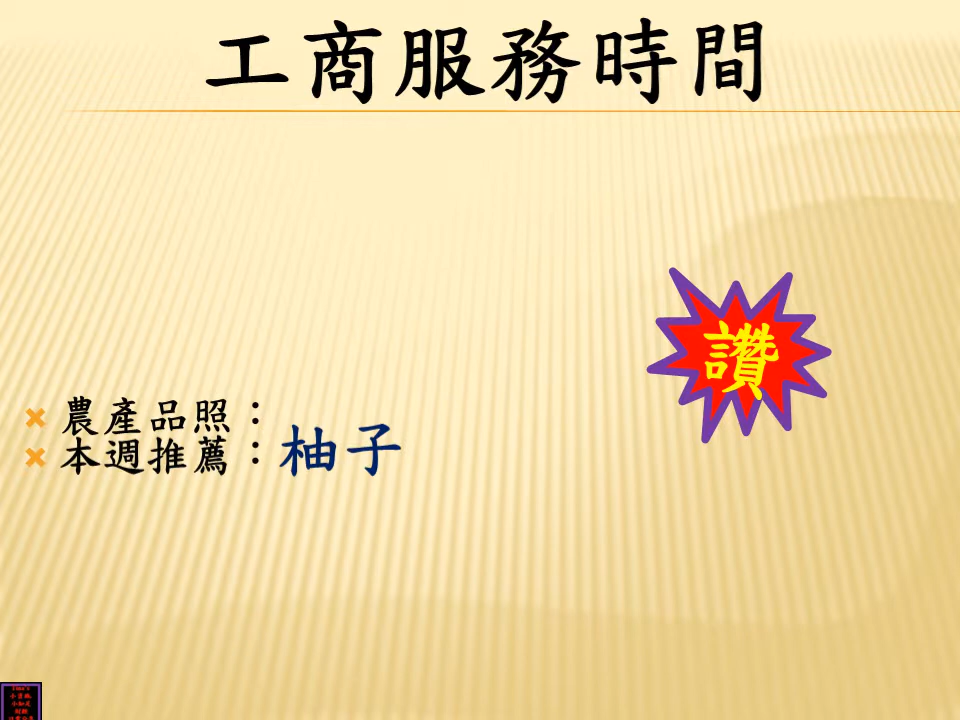 工商服務時間
讚
農產品照：
本週推薦：柚子